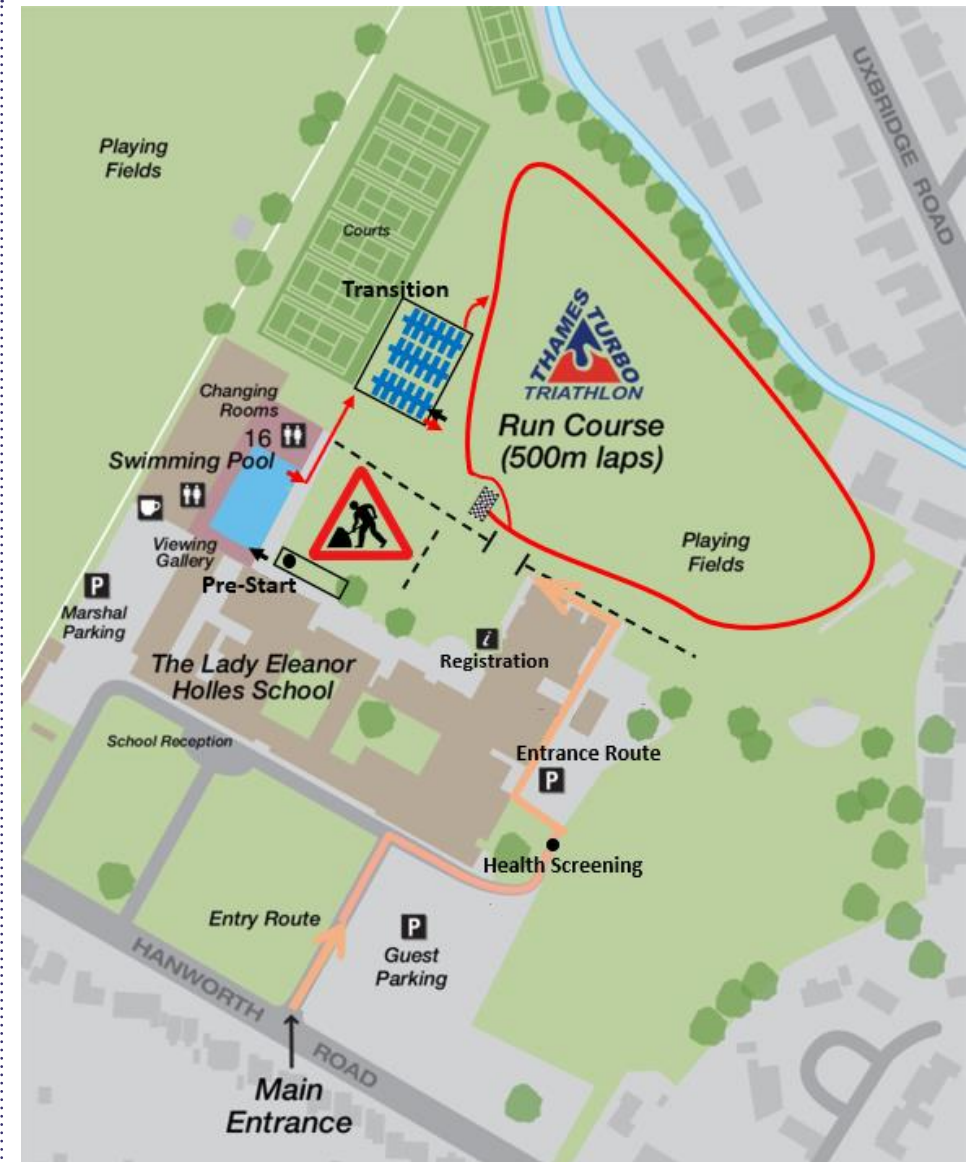 Playing
Fields
UXBRIDGE ROAD
Courts
Transition
THAMES
TURBO
TRIATHLON
Changing
Rooms
16
Swimming Pool
Run Course
(500m laps)
Viewing
Gallery
Pre-Start
Playing
Fields
P
Marshal
Parking
i
Registration
The Lady Eleanor
Holles School
School Reception
Entrance Route
P
Health Screening
Entry Route
P
Guest
Parking
HANWORTH ROAD
Main
Entrance